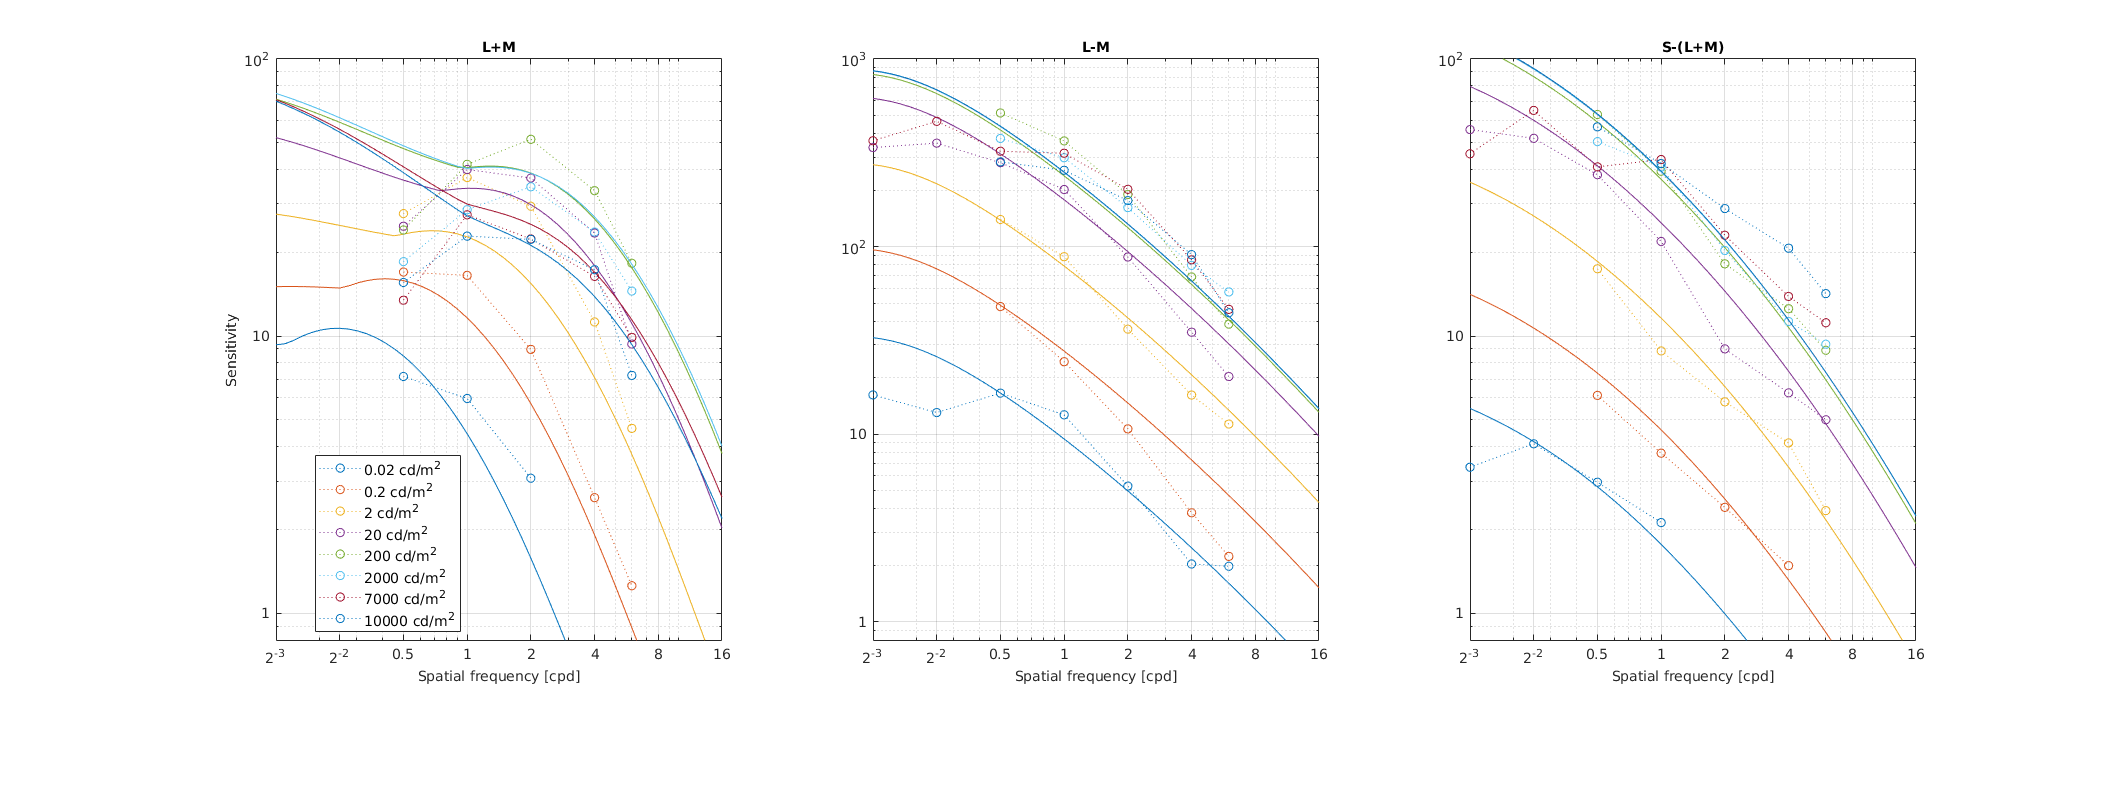 L+M
10²
10
1
Sensitivity
0.02 cd/m²
0.2 cd/m²
2 cd/m²
20 cd/m²
200 cd/m²
2000 cd/m²
7000 cd/m²
10000 cd/m²
2⁻³ 2⁻² 0.5 1 2 4 8 16
Spatial frequency [cpd]
L-M
10³
10²
10
1
2⁻³ 2⁻² 0.5 1 2 4 8 16
Spatial frequency [cpd]
S-(L+M)
10²
10
1
2⁻³ 2⁻² 0.5 1 2 4 8 16
Spatial frequency [cpd]